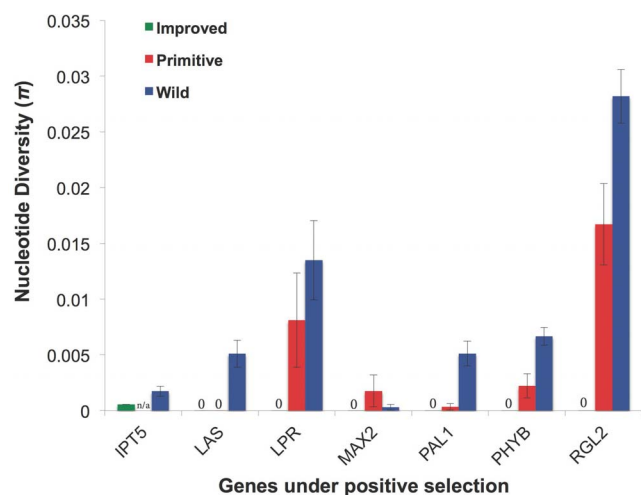 0.035
0.03
0.025
0.02
0.015
0.01
0.005
0
Nucleotide Diversity (π)
Improved
Primitive
Wild
n/a
0 0
0
0
0
0
0
IPT5
LAS
LPR
MAX2
PAL1
PHYB
RGL2
Genes under positive selection